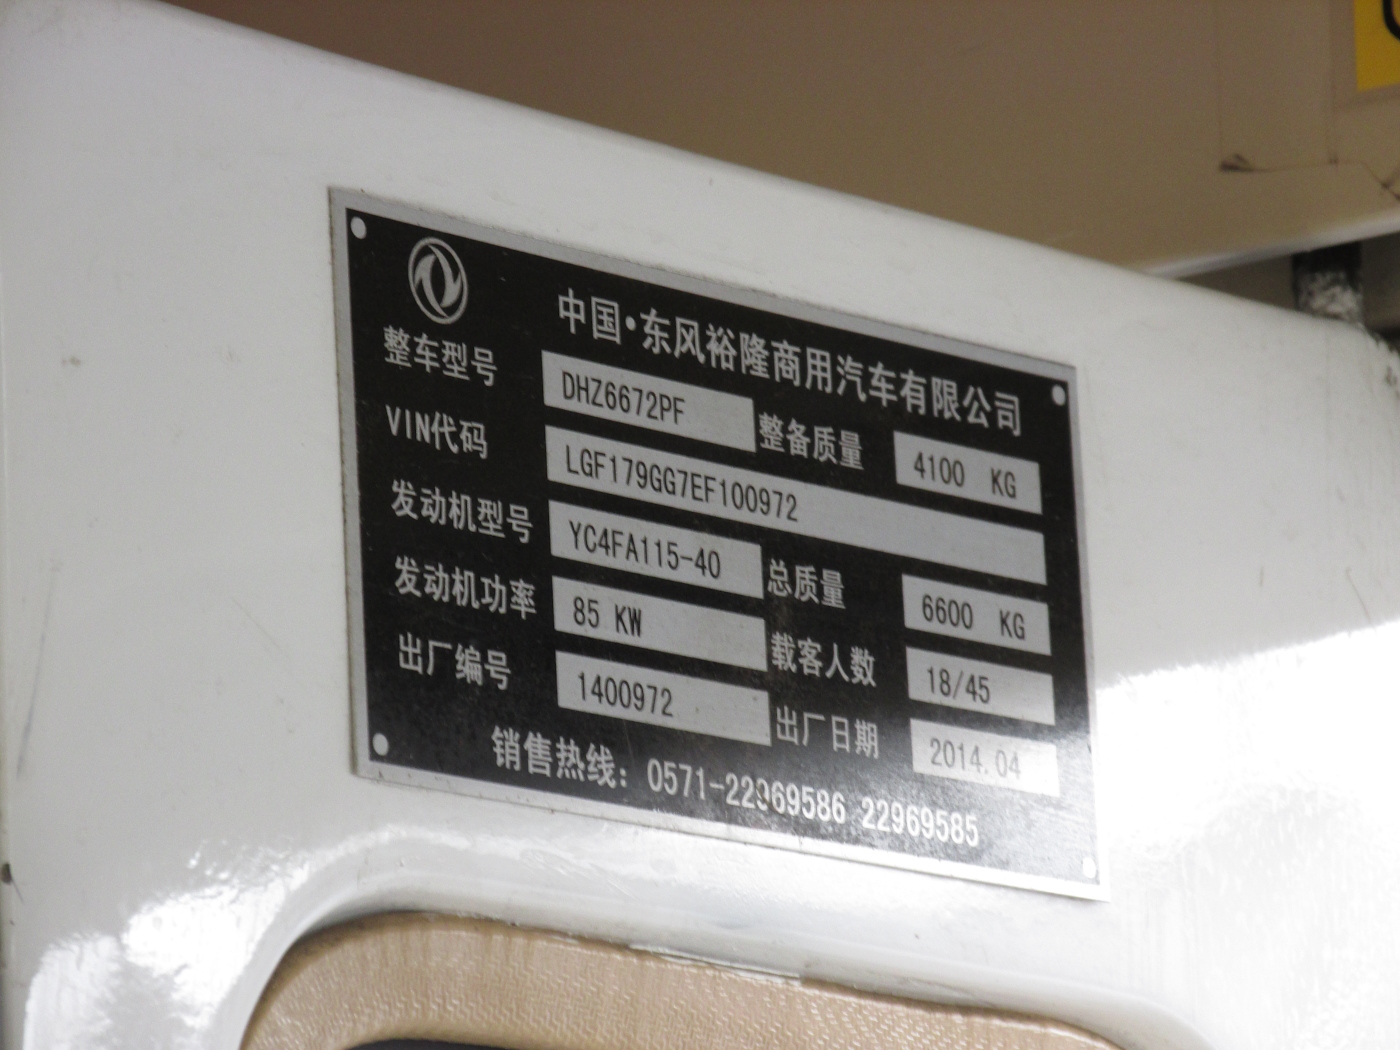 中国·东风裕隆商用汽车有限公司
整车型号 DHZ6672PF 整备质量 4100 KG
VIN代码 LGF179GG7EF100972
发动机型号 YC4FA115-40 总质量 6600 KG
发动机功率 85 KW 载客人数 18/45
出厂编号 1400972 出厂日期 2014.04
销售热线：0571-22969586 22969585